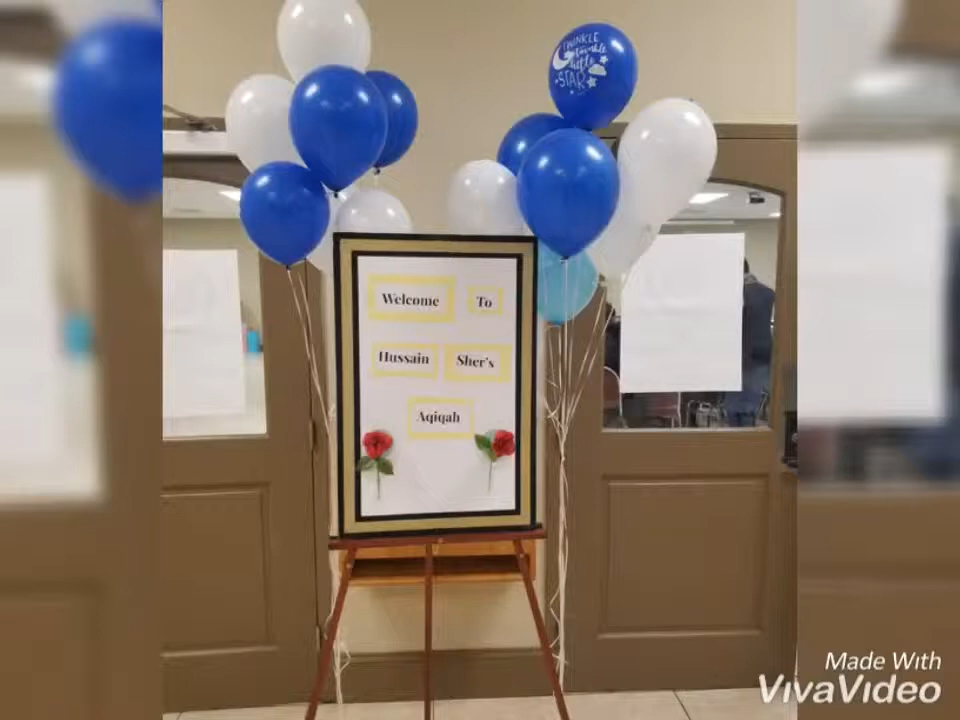 TWINKLE
twinkle
little
STAR
Welcome To
Hussain Sher's
Aqiqah
Made With
VivaVideo